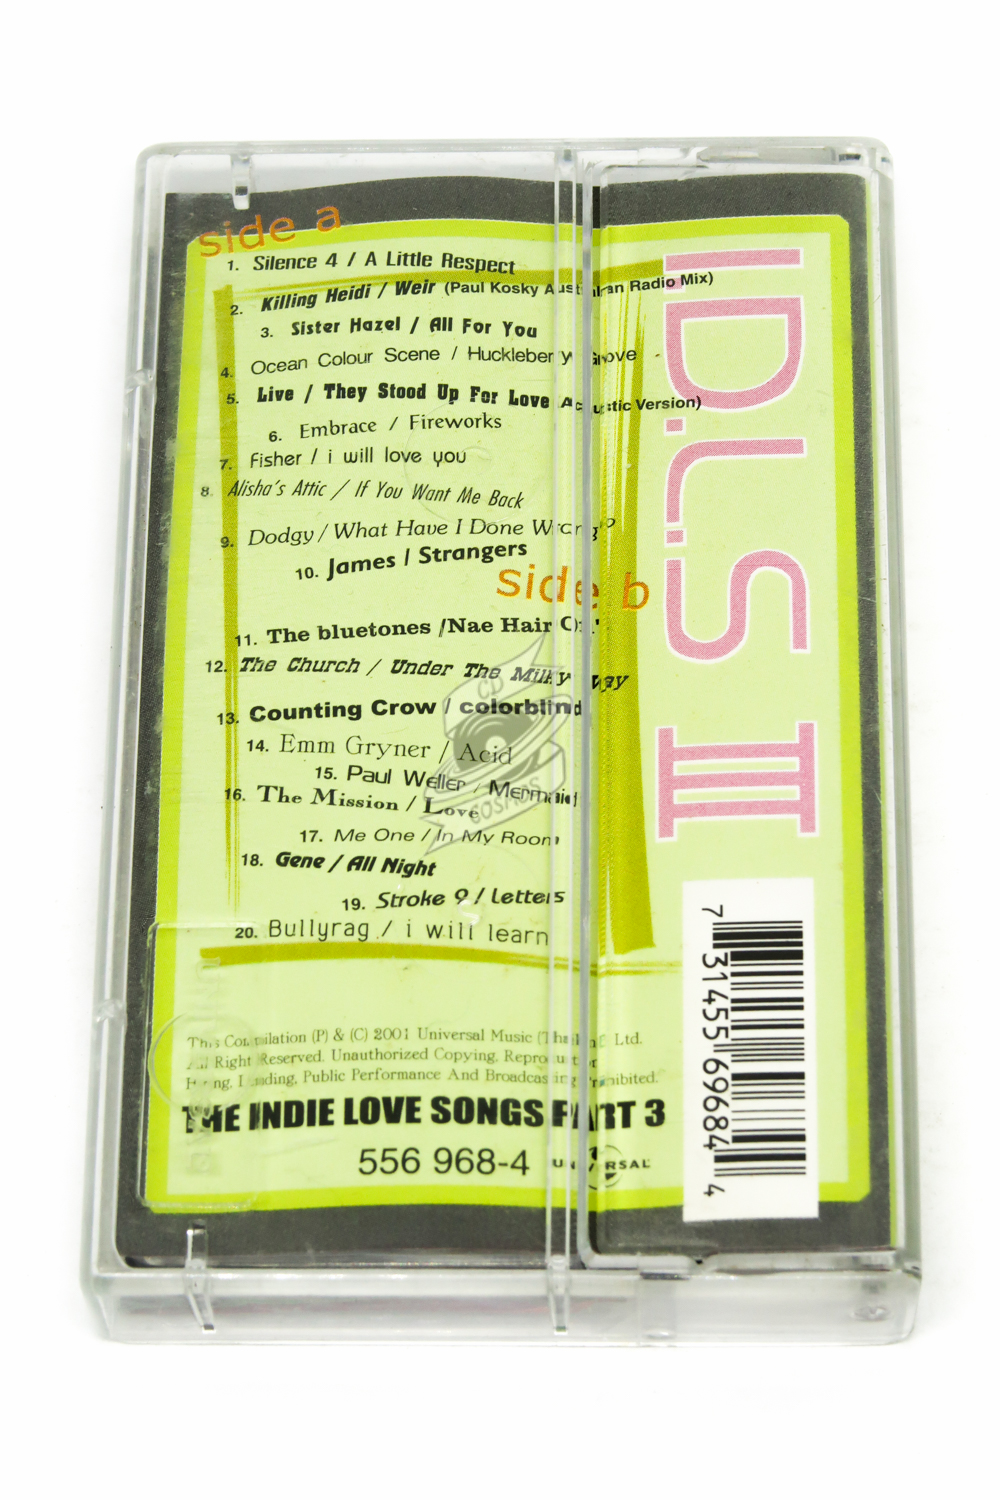 side a
1. Silence 4 / A Little Respect
2. Killing Heidi / Weir (Paul Kosky Australian Radio Mix)
3. Sister Hazel / All For You
4. Ocean Colour Scene / Huckleberry Grove
5. Live / They Stood Up For Love Acoustic Version)
6. Embrace / Fireworks
7. Fisher / i will love you
8. Alisha's Attic / If You Want Me Back
9. Dodgy / What Have I Done Wrong?
10. James / Strangers
side b
11. The bluetones /Nae Hair
12. The Church / Under The Milky Way
13. Counting Crow / colorblind
14. Emm Gryner / Acid
15. Paul Weller / Mermaid
16. The Mission / Love
17. Me One / In My Room
18. Gene / All Night
19. Stroke 9 / Letters
20. Bullyrag / i will learn
This Compilation (P) & (C) 2001 Universal Music Ltd.
All Right Reserved. Unauthorized Copying,
Public Performance And Broadcasting Prohibited.
THE INDIE LOVE SONGS PART 3
556 968-4 UNIVERSAL
I.D.L.S III
7 31455 69684 4
CD
COSMOS